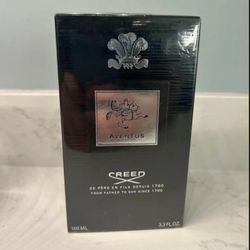 AVENTUS
CREED
DE PÈRE EN FILS DEPUIS 1760
FROM FATHER TO SON SINCE 1760
100 ML 3.3 FL.OZ.